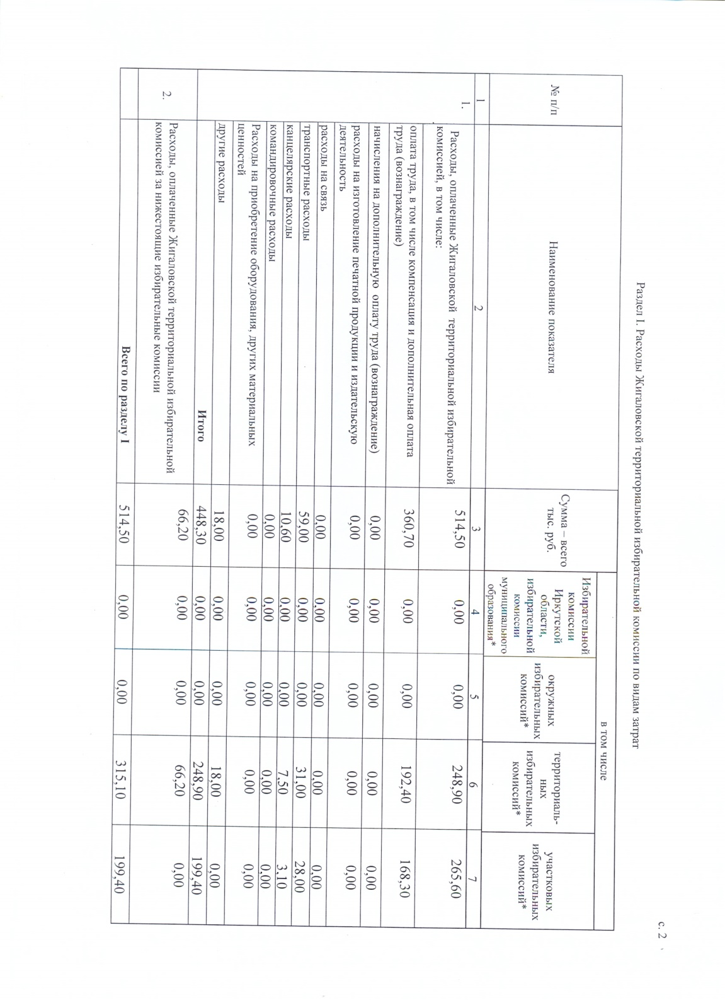 с. 2
Раздел I. Расходы Жигаловской территориальной избирательной комиссии по видам затрат
№ п/п
Наименование показателя
Сумма – всего
тыс. руб.
в том числе
Избирательной
комиссии
Иркутской
области,
избирательной
комиссии
муниципального
образования*
окружных
избирательных
комиссий*
территориаль-
ных
избирательных
комиссий*
участковых
избирательных
комиссий*
1 2 3 4 5 6 7
1. Расходы, оплаченные Жигаловской территориальной избирательной
комиссией, в том числе: 514,50 0,00 0,00 248,90 265,60
оплата труда, в том числе компенсация и дополнительная оплата
труда (вознаграждение) 360,70 0,00 0,00 192,40 168,30
начисления на дополнительную оплату труда (вознаграждение) 0,00 0,00 0,00 0,00 0,00
расходы на изготовление печатной продукции и издательскую
деятельность 0,00 0,00 0,00 0,00 0,00
расходы на связь 0,00 0,00 0,00 0,00 0,00
транспортные расходы 59,00 0,00 0,00 31,00 28,00
канцелярские расходы 10,60 0,00 0,00 7,50 3,10
командировочные расходы 0,00 0,00 0,00 0,00 0,00
Расходы на приобретение оборудования, других материальных
ценностей 0,00 0,00 0,00 0,00 0,00
другие расходы 18,00 0,00 0,00 18,00 0,00
Итого 448,30 0,00 0,00 248,90 199,40
2. Расходы, оплаченные Жигаловской территориальной избирательной
комиссией за нижестоящие избирательные комиссии 66,20 0,00 0,00 66,20 0,00
Всего по разделу I 514,50 0,00 0,00 315,10 199,40